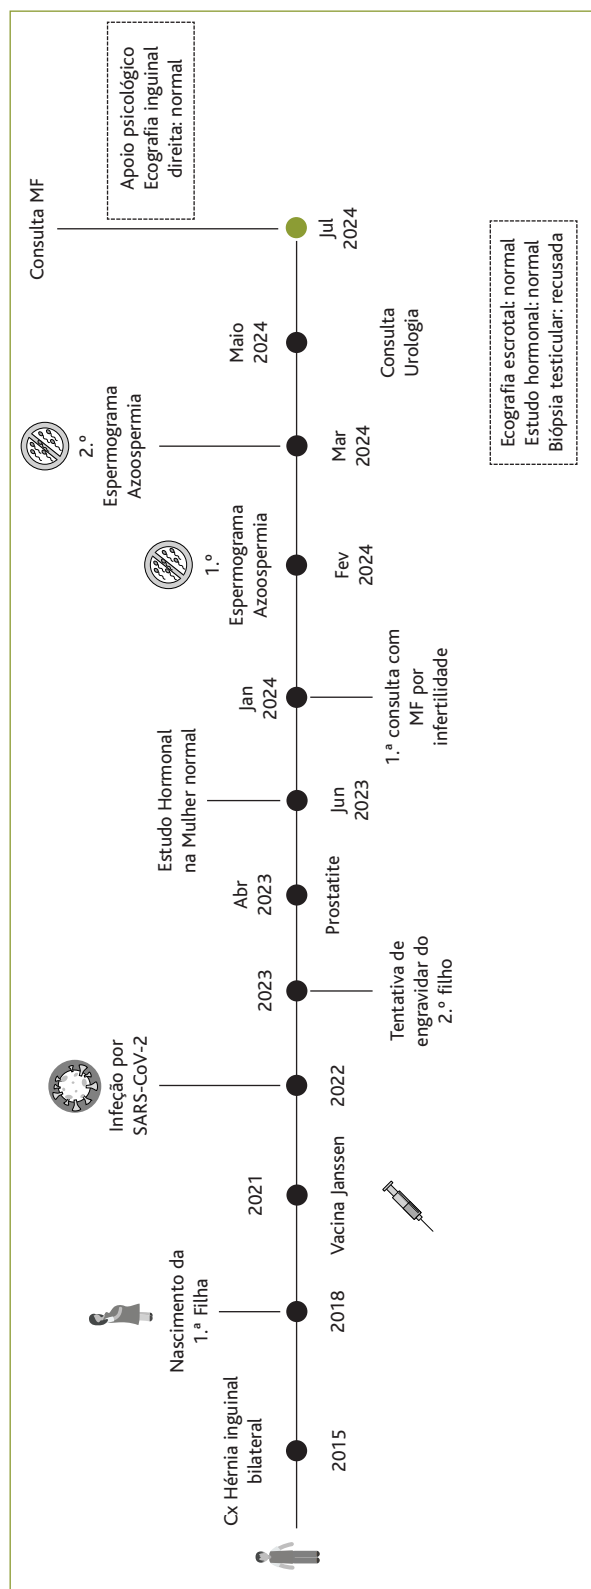 Cx Hérnia inguinal
bilateral
2015
Nascimento da
1.ª Filha
2018
2021
Vacina Janssen
Infeção por
SARS-CoV-2
2022
2023
Tentativa de
engravidar do
2.º filho
Abr
2023
Prostatite
Estudo Hormonal
na Mulher normal
Jun
2023
Jan
2024
1.ª consulta com
MF por
infertilidade
1.º
Espermograma
Azoospermia
Fev
2024
2.º
Espermograma
Azoospermia
Mar
2024
Maio
2024
Consulta
Urologia
Ecografia escrotal: normal
Estudo hormonal: normal
Biópsia testicular: recusada
Consulta MF
Jul
2024
Apoio psicológico
Ecografia inguinal
direita: normal